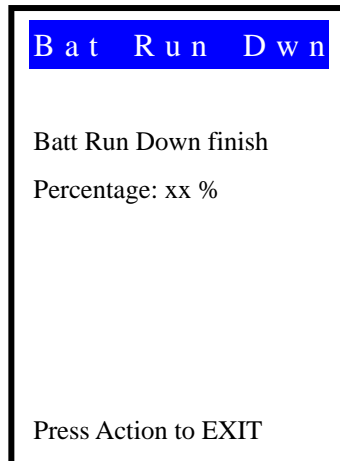 Bat Run Dwn
Batt Run Down finish
Percentage: xx %
Press Action to EXIT